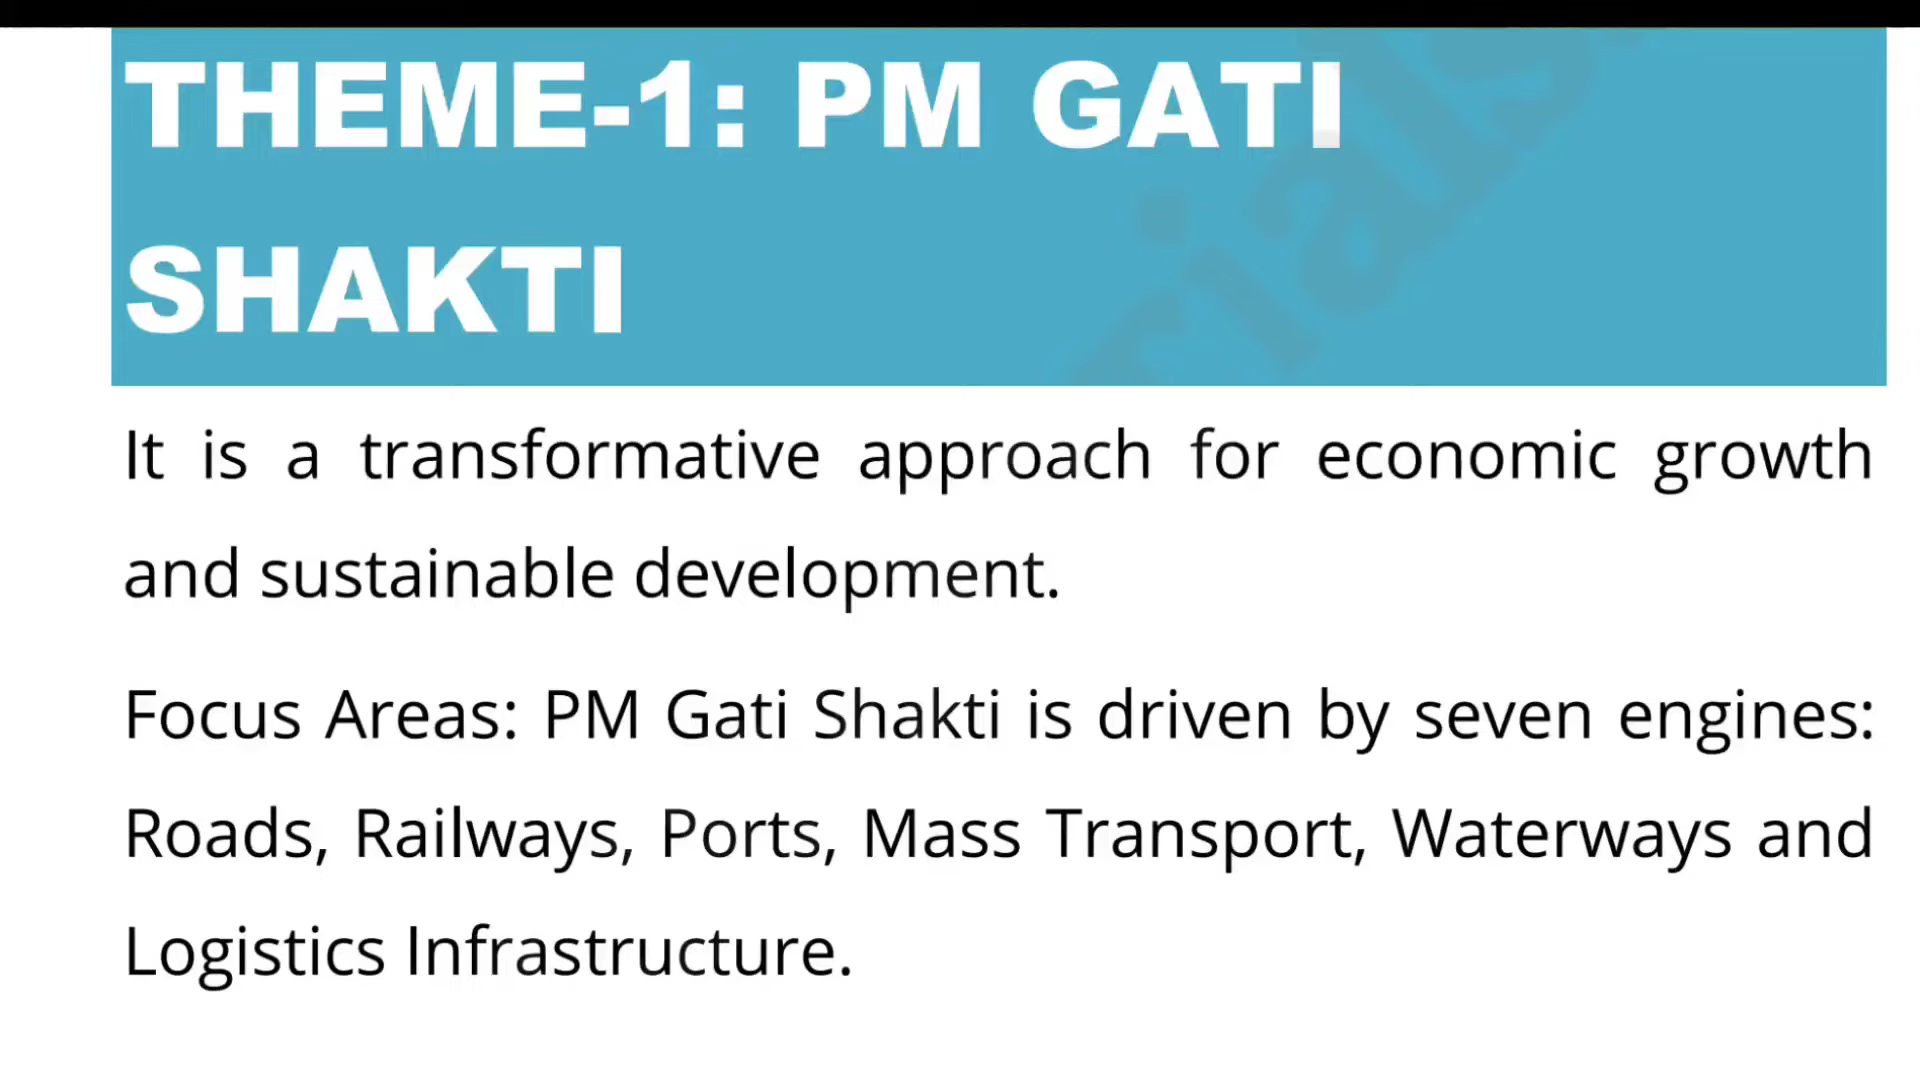 THEME-1: PM GATI
SHAKTI
It is a transformative approach for economic growth
and sustainable development.
Focus Areas: PM Gati Shakti is driven by seven engines:
Roads, Railways, Ports, Mass Transport, Waterways and
Logistics Infrastructure.